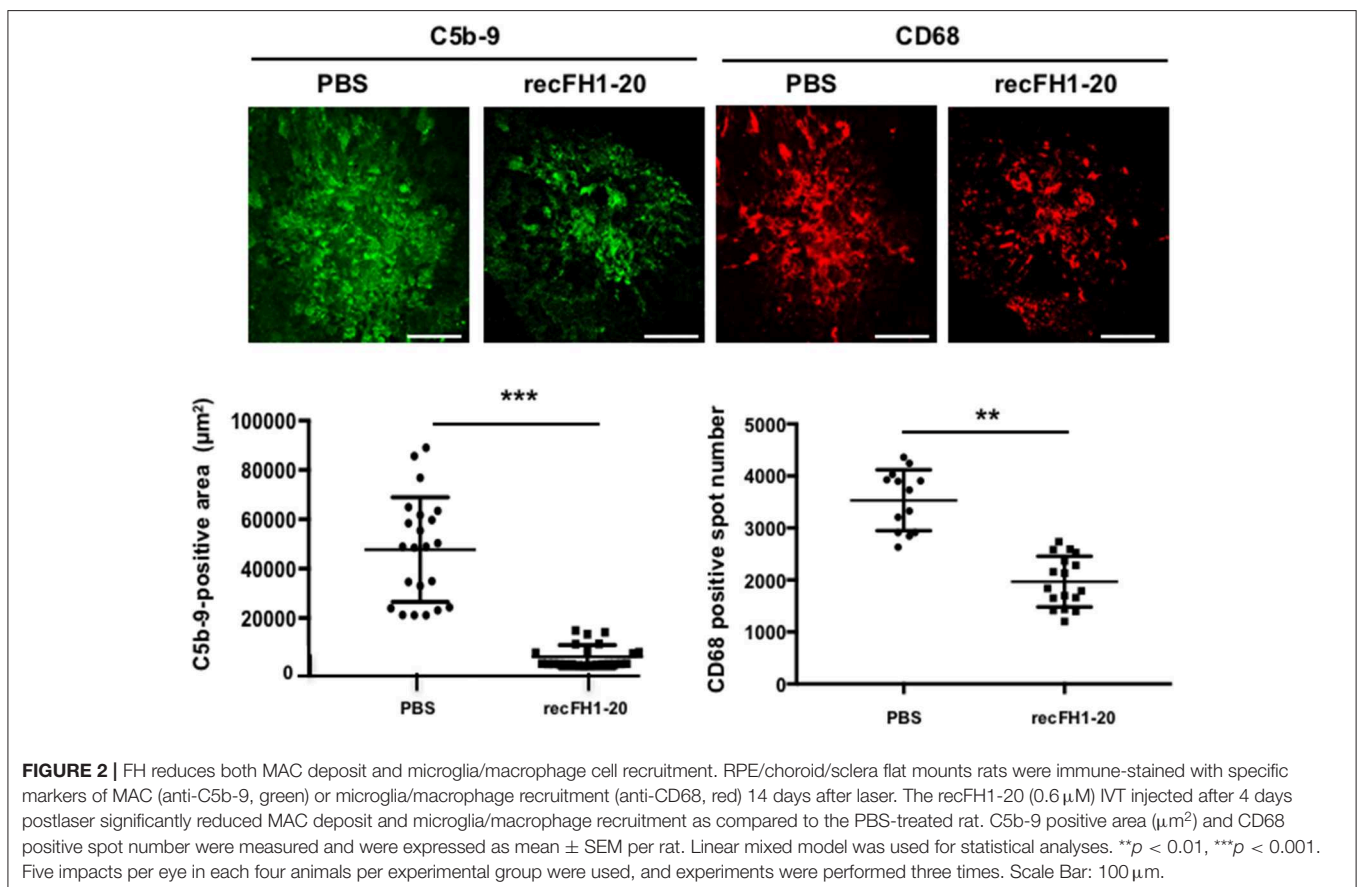 C5b-9 CD68
PBS recFH1-20 PBS recFH1-20
***
C5b-9-positive area (µm²)
100000
80000
60000
40000
20000
0
PBS recFH1-20
**
CD68 positive spot number
5000
4000
3000
2000
1000
0
PBS recFH1-20
FIGURE 2 | FH reduces both MAC deposit and microglia/macrophage cell recruitment. RPE/choroid/sclera flat mounts rats were immune-stained with specific
markers of MAC (anti-C5b-9, green) or microglia/macrophage recruitment (anti-CD68, red) 14 days after laser. The recFH1-20 (0.6 µM) IVT injected after 4 days
postlaser significantly reduced MAC deposit and microglia/macrophage recruitment as compared to the PBS-treated rat. C5b-9 positive area (µm²) and CD68
positive spot number were measured and were expressed as mean ± SEM per rat. Linear mixed model was used for statistical analyses. **p < 0.01, ***p < 0.001.
Five impacts per eye in each four animals per experimental group were used, and experiments were performed three times. Scale Bar: 100 µm.